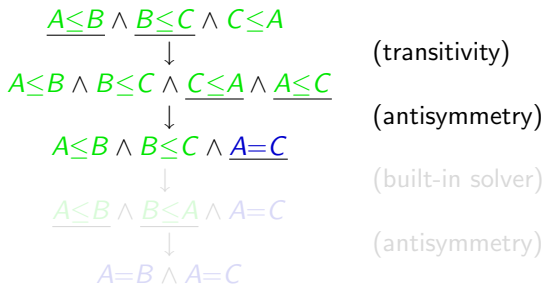 A≤B ∧ B≤C ∧ C≤A
↓ (transitivity)
A≤B ∧ B≤C ∧ C≤A ∧ A≤C
↓ (antisymmetry)
A≤B ∧ B≤C ∧ A=C
↓ (built-in solver)
A≤B ∧ B≤A ∧ A=C
↓ (antisymmetry)
A=B ∧ A=C